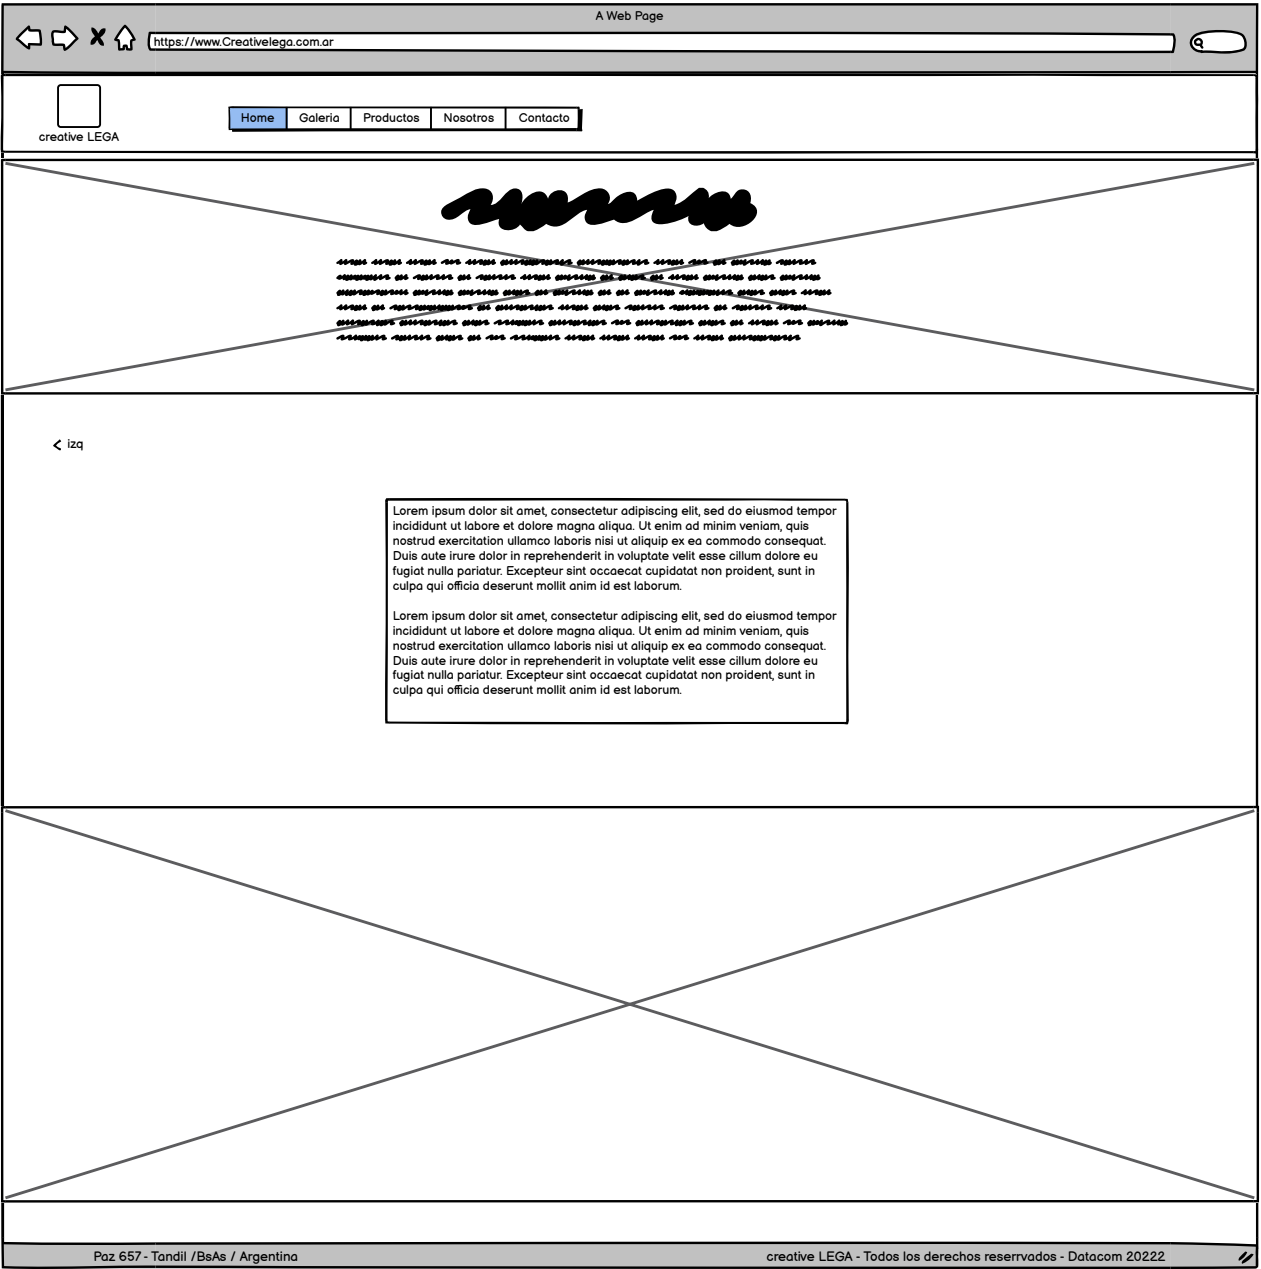 A Web Page
https://www.Creativelega.com.ar
creative LEGA
Home Galeria Productos Nosotros Contacto
izq
Lorem ipsum dolor sit amet, consectetur adipiscing elit, sed do eiusmod tempor
incididunt ut labore et dolore magna aliqua. Ut enim ad minim veniam, quis
nostrud exercitation ullamco laboris nisi ut aliquip ex ea commodo consequat.
Duis aute irure dolor in reprehenderit in voluptate velit esse cillum dolore eu
fugiat nulla pariatur. Excepteur sint occaecat cupidatat non proident, sunt in
culpa qui officia deserunt mollit anim id est laborum.
Lorem ipsum dolor sit amet, consectetur adipiscing elit, sed do eiusmod tempor
incididunt ut labore et dolore magna aliqua. Ut enim ad minim veniam, quis
nostrud exercitation ullamco laboris nisi ut aliquip ex ea commodo consequat.
Duis aute irure dolor in reprehenderit in voluptate velit esse cillum dolore eu
fugiat nulla pariatur. Excepteur sint occaecat cupidatat non proident, sunt in
culpa qui officia deserunt mollit anim id est laborum.
Paz 657 - Tandil /BsAs / Argentina
creative LEGA - Todos los derechos reserrvados - Datacom 20222